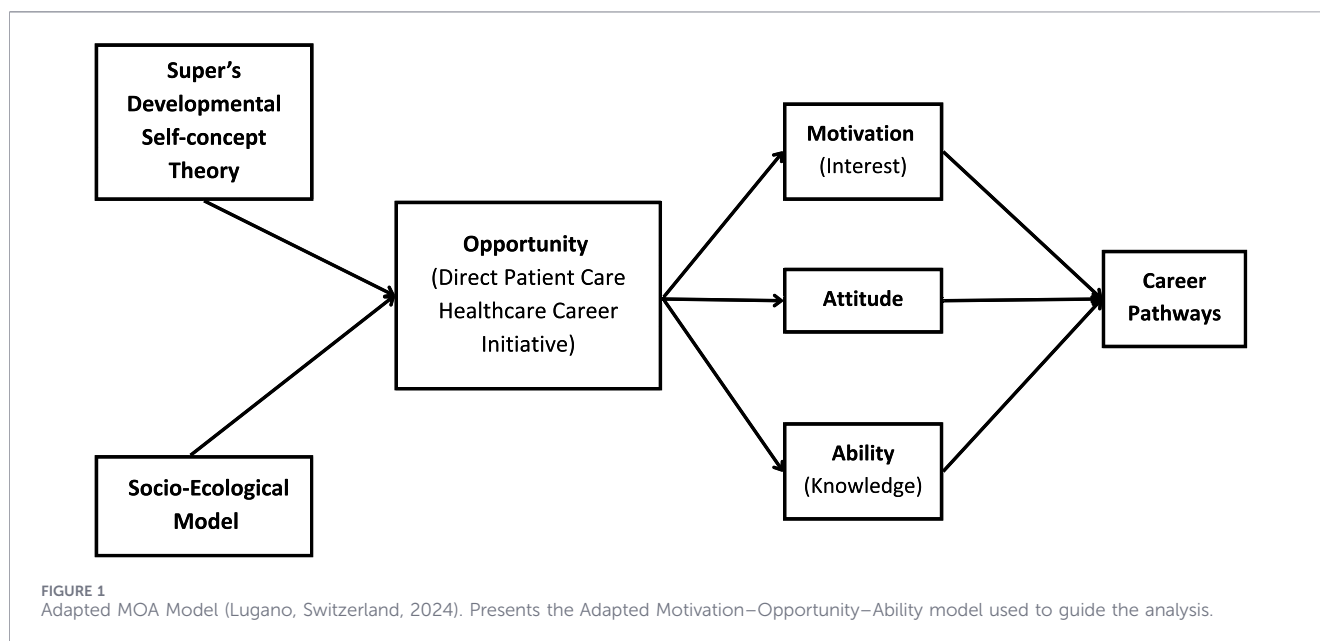 Super’s
Developmental
Self-concept
Theory
Socio-Ecological
Model
Opportunity
(Direct Patient Care
Healthcare Career
Initiative)
Motivation
(Interest)
Attitude
Ability
(Knowledge)
Career
Pathways
FIGURE 1
Adapted MOA Model (Lugano, Switzerland, 2024). Presents the Adapted Motivation–Opportunity–Ability model used to guide the analysis.